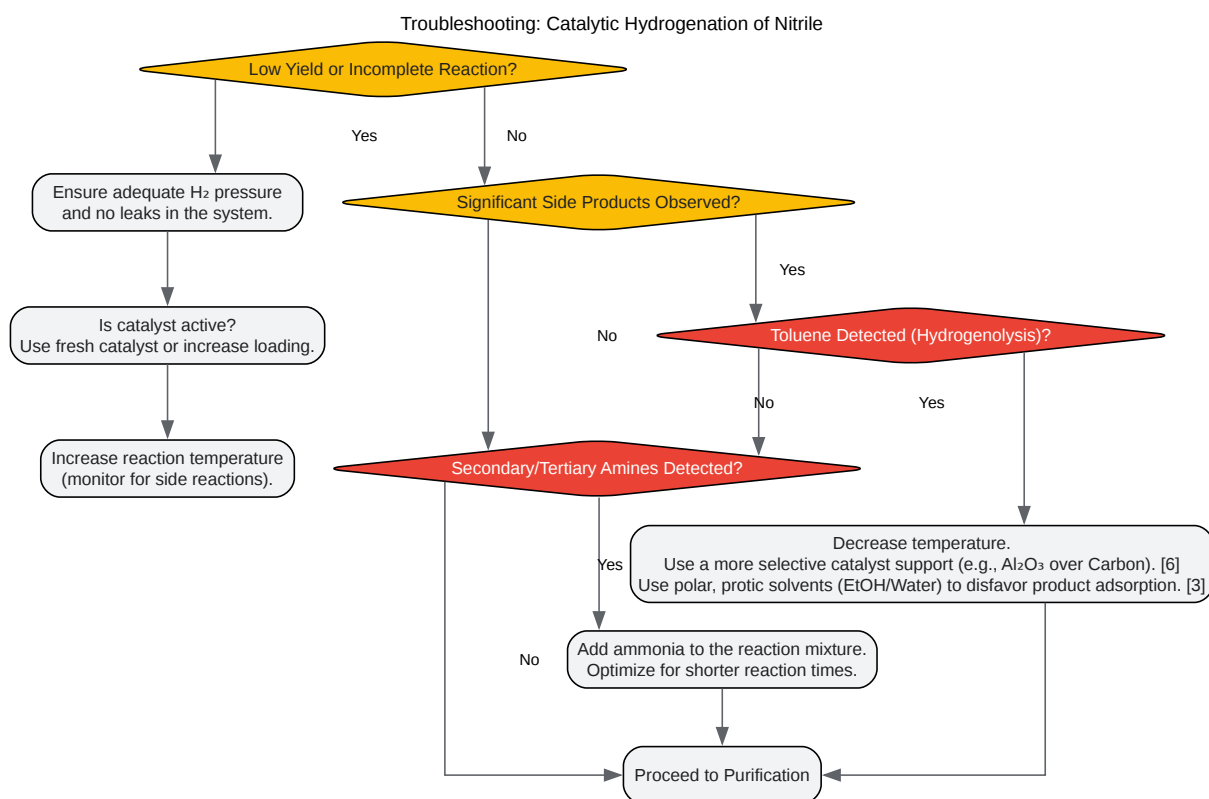 Troubleshooting: Catalytic Hydrogenation of Nitrile
Low Yield or Incomplete Reaction?
Yes
No
Ensure adequate H₂ pressure
and no leaks in the system.
Significant Side Products Observed?
Yes
Is catalyst active?
Use fresh catalyst or increase loading.
No
Toluene Detected (Hydrogenolysis)?
No
Yes
Increase reaction temperature
(monitor for side reactions).
Secondary/Tertiary Amines Detected?
Decrease temperature.
Use a more selective catalyst support (e.g., Al₂O₃ over Carbon). [6]
Use polar, protic solvents (EtOH/Water) to disfavor product adsorption. [3]
Yes
No
Add ammonia to the reaction mixture.
Optimize for shorter reaction times.
Proceed to Purification